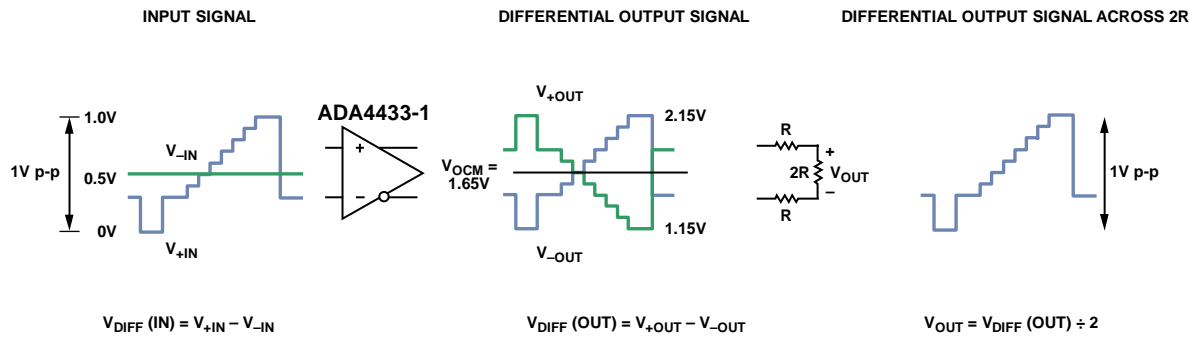 INPUT SIGNAL
DIFFERENTIAL OUTPUT SIGNAL
DIFFERENTIAL OUTPUT SIGNAL ACROSS 2R
1V p-p
1.0V
0.5V
0V
V–IN
V+IN
ADA4433-1
+
–
V+OUT
2.15V
VOCM =
1.65V
1.15V
V–OUT
R
+
2R
VOUT
–
R
1V p-p
VDIFF (IN) = V+IN – V–IN
VDIFF (OUT) = V+OUT – V–OUT
VOUT = VDIFF (OUT) ÷ 2